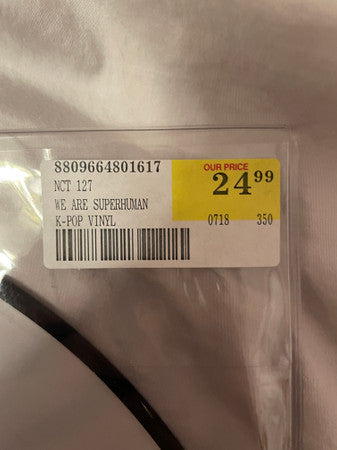 8809664801617
NCT 127
WE ARE SUPERHUMAN
K-POP VINYL
OUR PRICE
24.99
0718 350